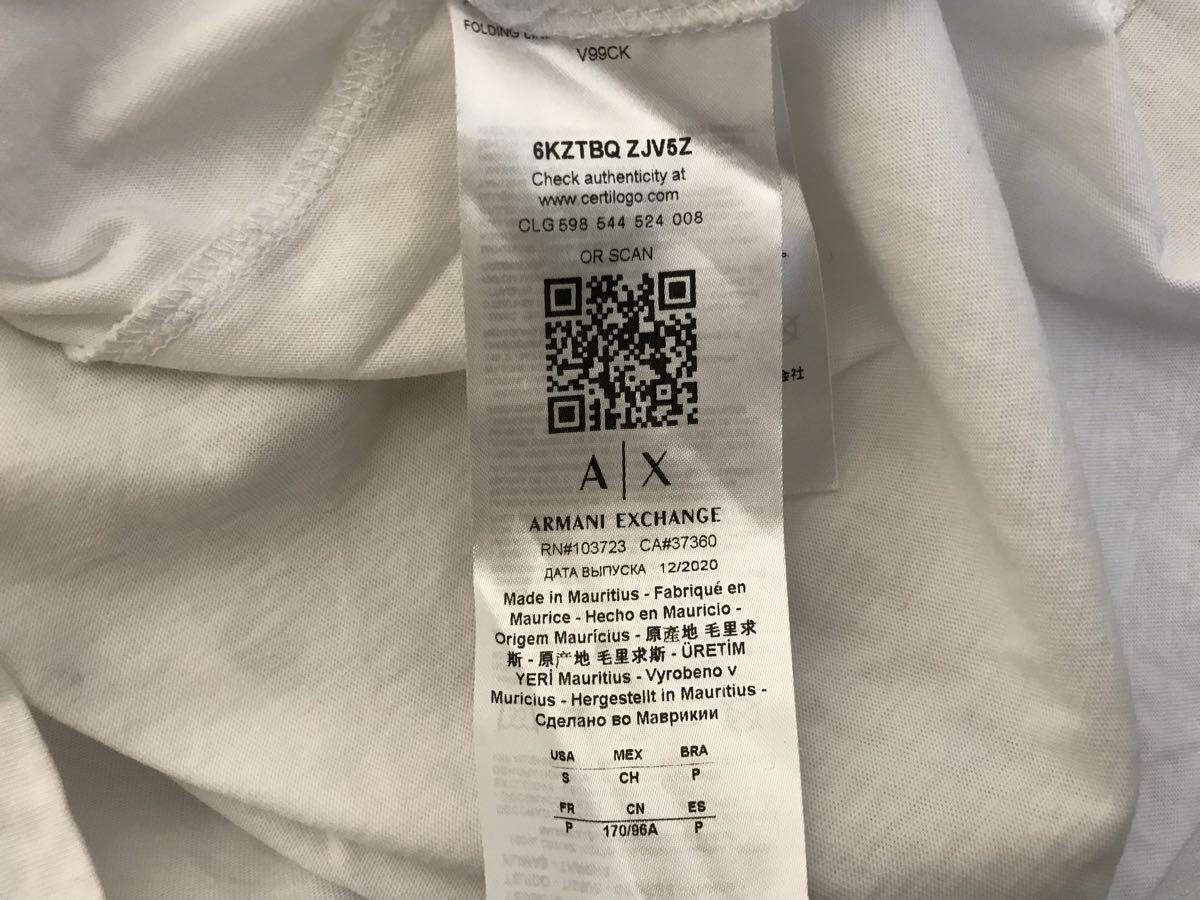 FOLDING
V99CK
6KZTBQ ZJV5Z
Check authenticity at
www.certilogo.com
CLG 598 544 524 008
OR SCAN
A|X
ARMANI EXCHANGE
RN#103723 CA#37360
ДАТА ВЫПУСКА 12/2020
Made in Mauritius - Fabriqué en
Maurice - Hecho en Mauricio -
Origem Maurícius - 原產地 毛里求
斯 - 原产地 毛里求斯 - ÜRETİM
YERİ Mauritius - Vyrobeno v
Muricius - Hergestellt in Mauritius -
Сделано во Маврикии
USA MEX BRA
S CH P
FR CN ES
P 170/96A P
会社